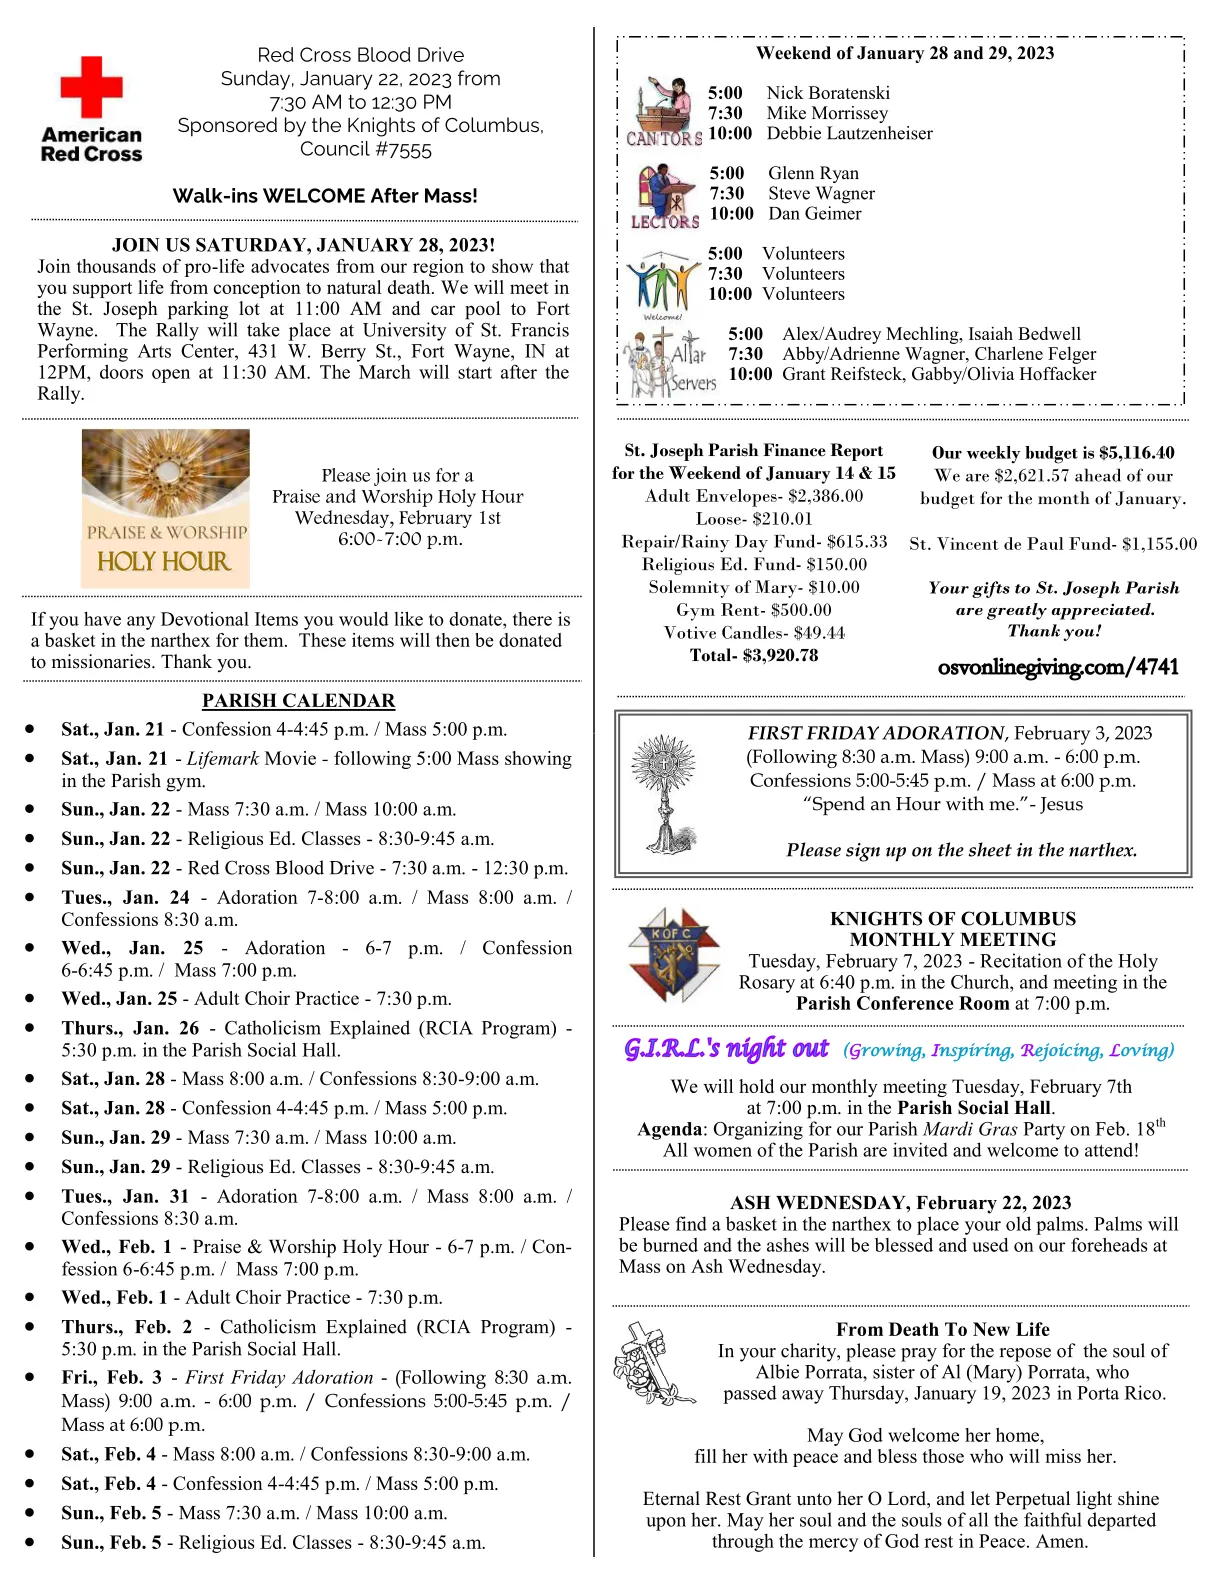 American
Red Cross
Red Cross Blood Drive
Sunday, January 22, 2023 from
7:30 AM to 12:30 PM
Sponsored by the Knights of Columbus,
Council #7555
Walk-ins WELCOME After Mass!
JOIN US SATURDAY, JANUARY 28, 2023!
Join thousands of pro-life advocates from our region to show that
you support life from conception to natural death. We will meet in
the St. Joseph parking lot at 11:00 AM and car pool to Fort
Wayne. The Rally will take place at University of St. Francis
Performing Arts Center, 431 W. Berry St., Fort Wayne, IN at
12PM, doors open at 11:30 AM. The March will start after the
Rally.
PRAISE & WORSHIP
HOLY HOUR
Please join us for a
Praise and Worship Holy Hour
Wednesday, February 1st
6:00-7:00 p.m.
If you have any Devotional Items you would like to donate, there is
a basket in the narthex for them. These items will then be donated
to missionaries. Thank you.
PARISH CALENDAR
• Sat., Jan. 21 - Confession 4-4:45 p.m. / Mass 5:00 p.m.
• Sat., Jan. 21 - Lifemark Movie - following 5:00 Mass showing
in the Parish gym.
• Sun., Jan. 22 - Mass 7:30 a.m. / Mass 10:00 a.m.
• Sun., Jan. 22 - Religious Ed. Classes - 8:30-9:45 a.m.
• Sun., Jan. 22 - Red Cross Blood Drive - 7:30 a.m. - 12:30 p.m.
• Tues., Jan. 24 - Adoration 7-8:00 a.m. / Mass 8:00 a.m. /
Confessions 8:30 a.m.
• Wed., Jan. 25 - Adoration - 6-7 p.m. / Confession
6-6:45 p.m. / Mass 7:00 p.m.
• Wed., Jan. 25 - Adult Choir Practice - 7:30 p.m.
• Thurs., Jan. 26 - Catholicism Explained (RCIA Program) -
5:30 p.m. in the Parish Social Hall.
• Sat., Jan. 28 - Mass 8:00 a.m. / Confessions 8:30-9:00 a.m.
• Sat., Jan. 28 - Confession 4-4:45 p.m. / Mass 5:00 p.m.
• Sun., Jan. 29 - Mass 7:30 a.m. / Mass 10:00 a.m.
• Sun., Jan. 29 - Religious Ed. Classes - 8:30-9:45 a.m.
• Tues., Jan. 31 - Adoration 7-8:00 a.m. / Mass 8:00 a.m. /
Confessions 8:30 a.m.
• Wed., Feb. 1 - Praise & Worship Holy Hour - 6-7 p.m. / Con-
fession 6-6:45 p.m. / Mass 7:00 p.m.
• Wed., Feb. 1 - Adult Choir Practice - 7:30 p.m.
• Thurs., Feb. 2 - Catholicism Explained (RCIA Program) -
5:30 p.m. in the Parish Social Hall.
• Fri., Feb. 3 - First Friday Adoration - (Following 8:30 a.m.
Mass) 9:00 a.m. - 6:00 p.m. / Confessions 5:00-5:45 p.m. /
Mass at 6:00 p.m.
• Sat., Feb. 4 - Mass 8:00 a.m. / Confessions 8:30-9:00 a.m.
• Sat., Feb. 4 - Confession 4-4:45 p.m. / Mass 5:00 p.m.
• Sun., Feb. 5 - Mass 7:30 a.m. / Mass 10:00 a.m.
• Sun., Feb. 5 - Religious Ed. Classes - 8:30-9:45 a.m.
Weekend of January 28 and 29, 2023
CANTORS
5:00 Nick Boratenski
7:30 Mike Morrissey
10:00 Debbie Lautzenheiser
LECTORS
5:00 Glenn Ryan
7:30 Steve Wagner
10:00 Dan Geimer
Welcome!
5:00 Volunteers
7:30 Volunteers
10:00 Volunteers
Altar
Servers
5:00 Alex/Audrey Mechling, Isaiah Bedwell
7:30 Abby/Adrienne Wagner, Charlene Felger
10:00 Grant Reifsteck, Gabby/Olivia Hoffacker
St. Joseph Parish Finance Report
for the Weekend of January 14 & 15
Adult Envelopes- $2,386.00
Loose- $210.01
Repair/Rainy Day Fund- $615.33
Religious Ed. Fund- $150.00
Solemnity of Mary- $10.00
Gym Rent- $500.00
Votive Candles- $49.44
Total- $3,920.78
Our weekly budget is $5,116.40
We are $2,621.57 ahead of our
budget for the month of January.
St. Vincent de Paul Fund- $1,155.00
Your gifts to St. Joseph Parish
are greatly appreciated.
Thank you!
osvonlinegiving.com/4741
FIRST FRIDAY ADORATION, February 3, 2023
(Following 8:30 a.m. Mass) 9:00 a.m. - 6:00 p.m.
Confessions 5:00-5:45 p.m. / Mass at 6:00 p.m.
“Spend an Hour with me.”- Jesus
Please sign up on the sheet in the narthex.
K OF C
KNIGHTS OF COLUMBUS
MONTHLY MEETING
Tuesday, February 7, 2023 - Recitation of the Holy
Rosary at 6:40 p.m. in the Church, and meeting in the
Parish Conference Room at 7:00 p.m.
G.I.R.L.'s night out (Growing, Inspiring, Rejoicing, Loving)
We will hold our monthly meeting Tuesday, February 7th
at 7:00 p.m. in the Parish Social Hall.
Agenda: Organizing for our Parish Mardi Gras Party on Feb. 18th
All women of the Parish are invited and welcome to attend!
ASH WEDNESDAY, February 22, 2023
Please find a basket in the narthex to place your old palms. Palms will
be burned and the ashes will be blessed and used on our foreheads at
Mass on Ash Wednesday.
From Death To New Life
In your charity, please pray for the repose of the soul of
Albie Porrata, sister of Al (Mary) Porrata, who
passed away Thursday, January 19, 2023 in Porta Rico.
May God welcome her home,
fill her with peace and bless those who will miss her.
Eternal Rest Grant unto her O Lord, and let Perpetual light shine
upon her. May her soul and the souls of all the faithful departed
through the mercy of God rest in Peace. Amen.